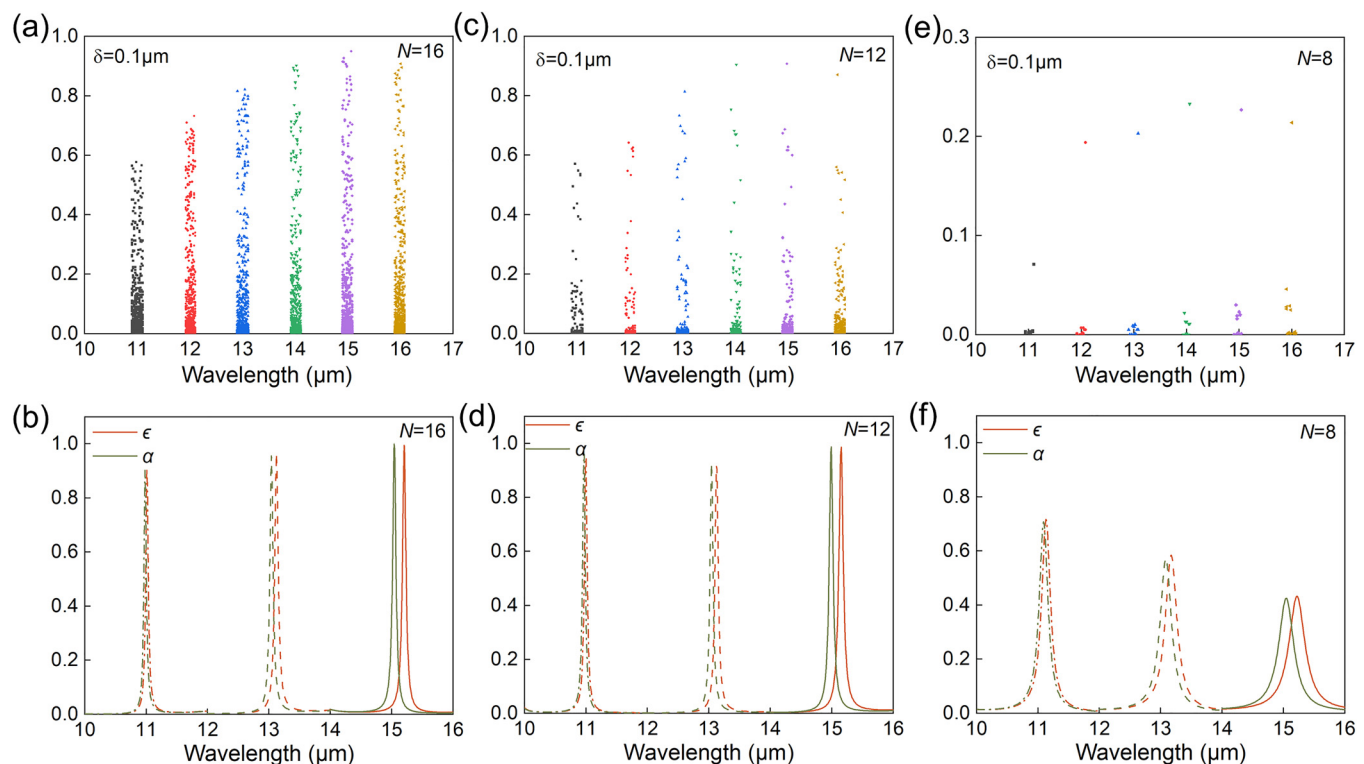 (a)
δ=0.1μm
N=16
1.0
0.8
0.6
0.4
0.2
0.0
10 11 12 13 14 15 16 17
Wavelength (μm)
(c)
δ=0.1μm
N=12
1.0
0.8
0.6
0.4
0.2
0.0
10 11 12 13 14 15 16 17
Wavelength (μm)
(e)
δ=0.1μm
N=8
0.3
0.2
0.1
0.0
10 11 12 13 14 15 16 17
Wavelength (μm)
(b)
ϵ
α
N=16
1.0
0.8
0.6
0.4
0.2
0.0
10 11 12 13 14 15 16
Wavelength (μm)
(d)
ϵ
α
N=12
1.0
0.8
0.6
0.4
0.2
0.0
10 11 12 13 14 15 16
Wavelength (μm)
(f)
ϵ
α
N=8
1.0
0.8
0.6
0.4
0.2
0.0
10 11 12 13 14 15 16
Wavelength (μm)